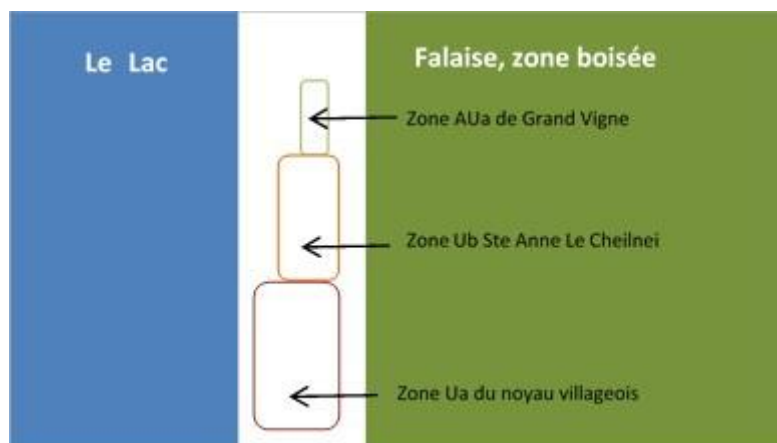 Le Lac
Falaise, zone boisée
Zone AUa de Grand Vigne
Zone Ub Ste Anne Le Cheilnei
Zone Ua du noyau villageois